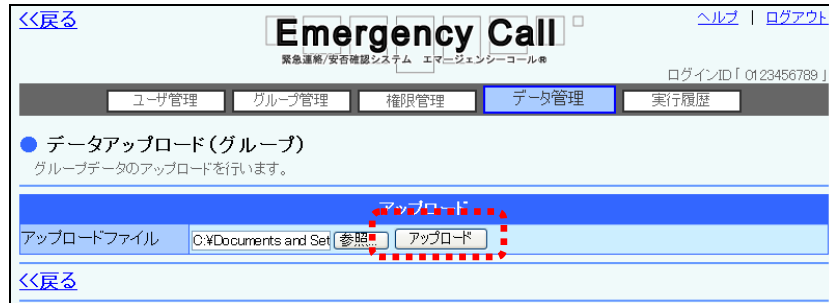 <<戻る
ヘルプ | ログアウト
Emergency Call
緊急連絡/安否確認システム エマージェンシーコール®
ログインID「 0123456789 」
ユーザ管理 グループ管理 権限管理 データ管理 実行履歴
データアップロード(グループ)
グループデータのアップロードを行います。
アップロード
アップロードファイル C:¥Documents and Set 参照... アップロード
<<戻る